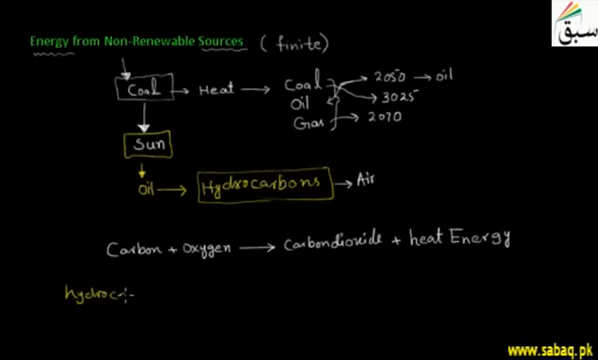 سبق
Energy from Non-Renewable Sources (finite)
Coal → Heat → Coal 2050 → oil
Oil 3025
Gas → 2070
Sun
Oil → Hydrocarbons → Air
Carbon + Oxygen → Carbondioxide + heat Energy
hydroc
www.sabaq.pk